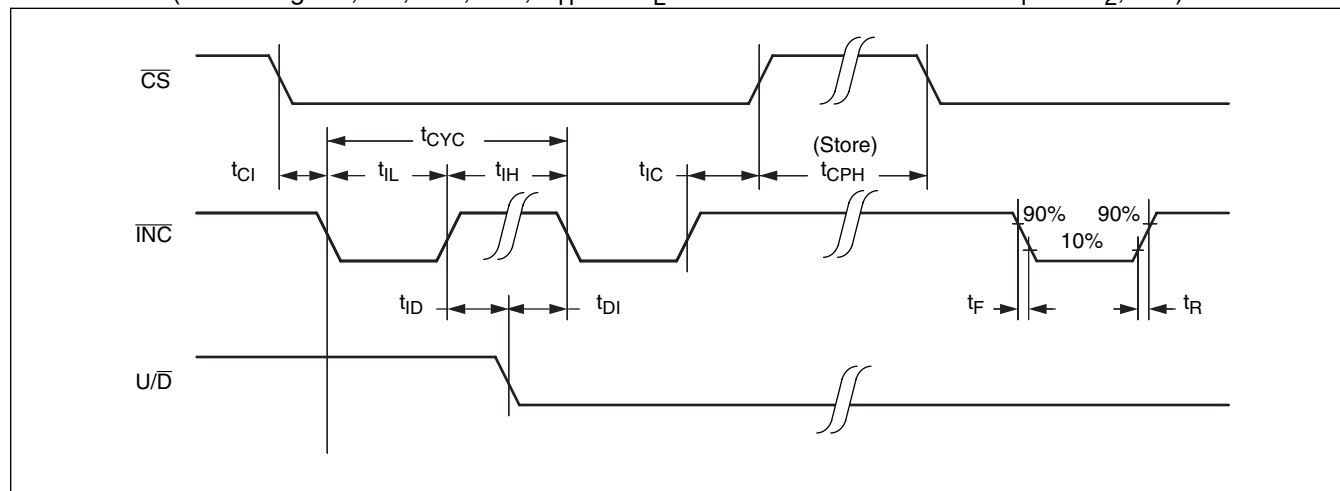 CS
tCYC
(Store)
tCI tIL tIH tIC tCPH
INC
90% 90%
10%
tID tDI tF tR
U/D